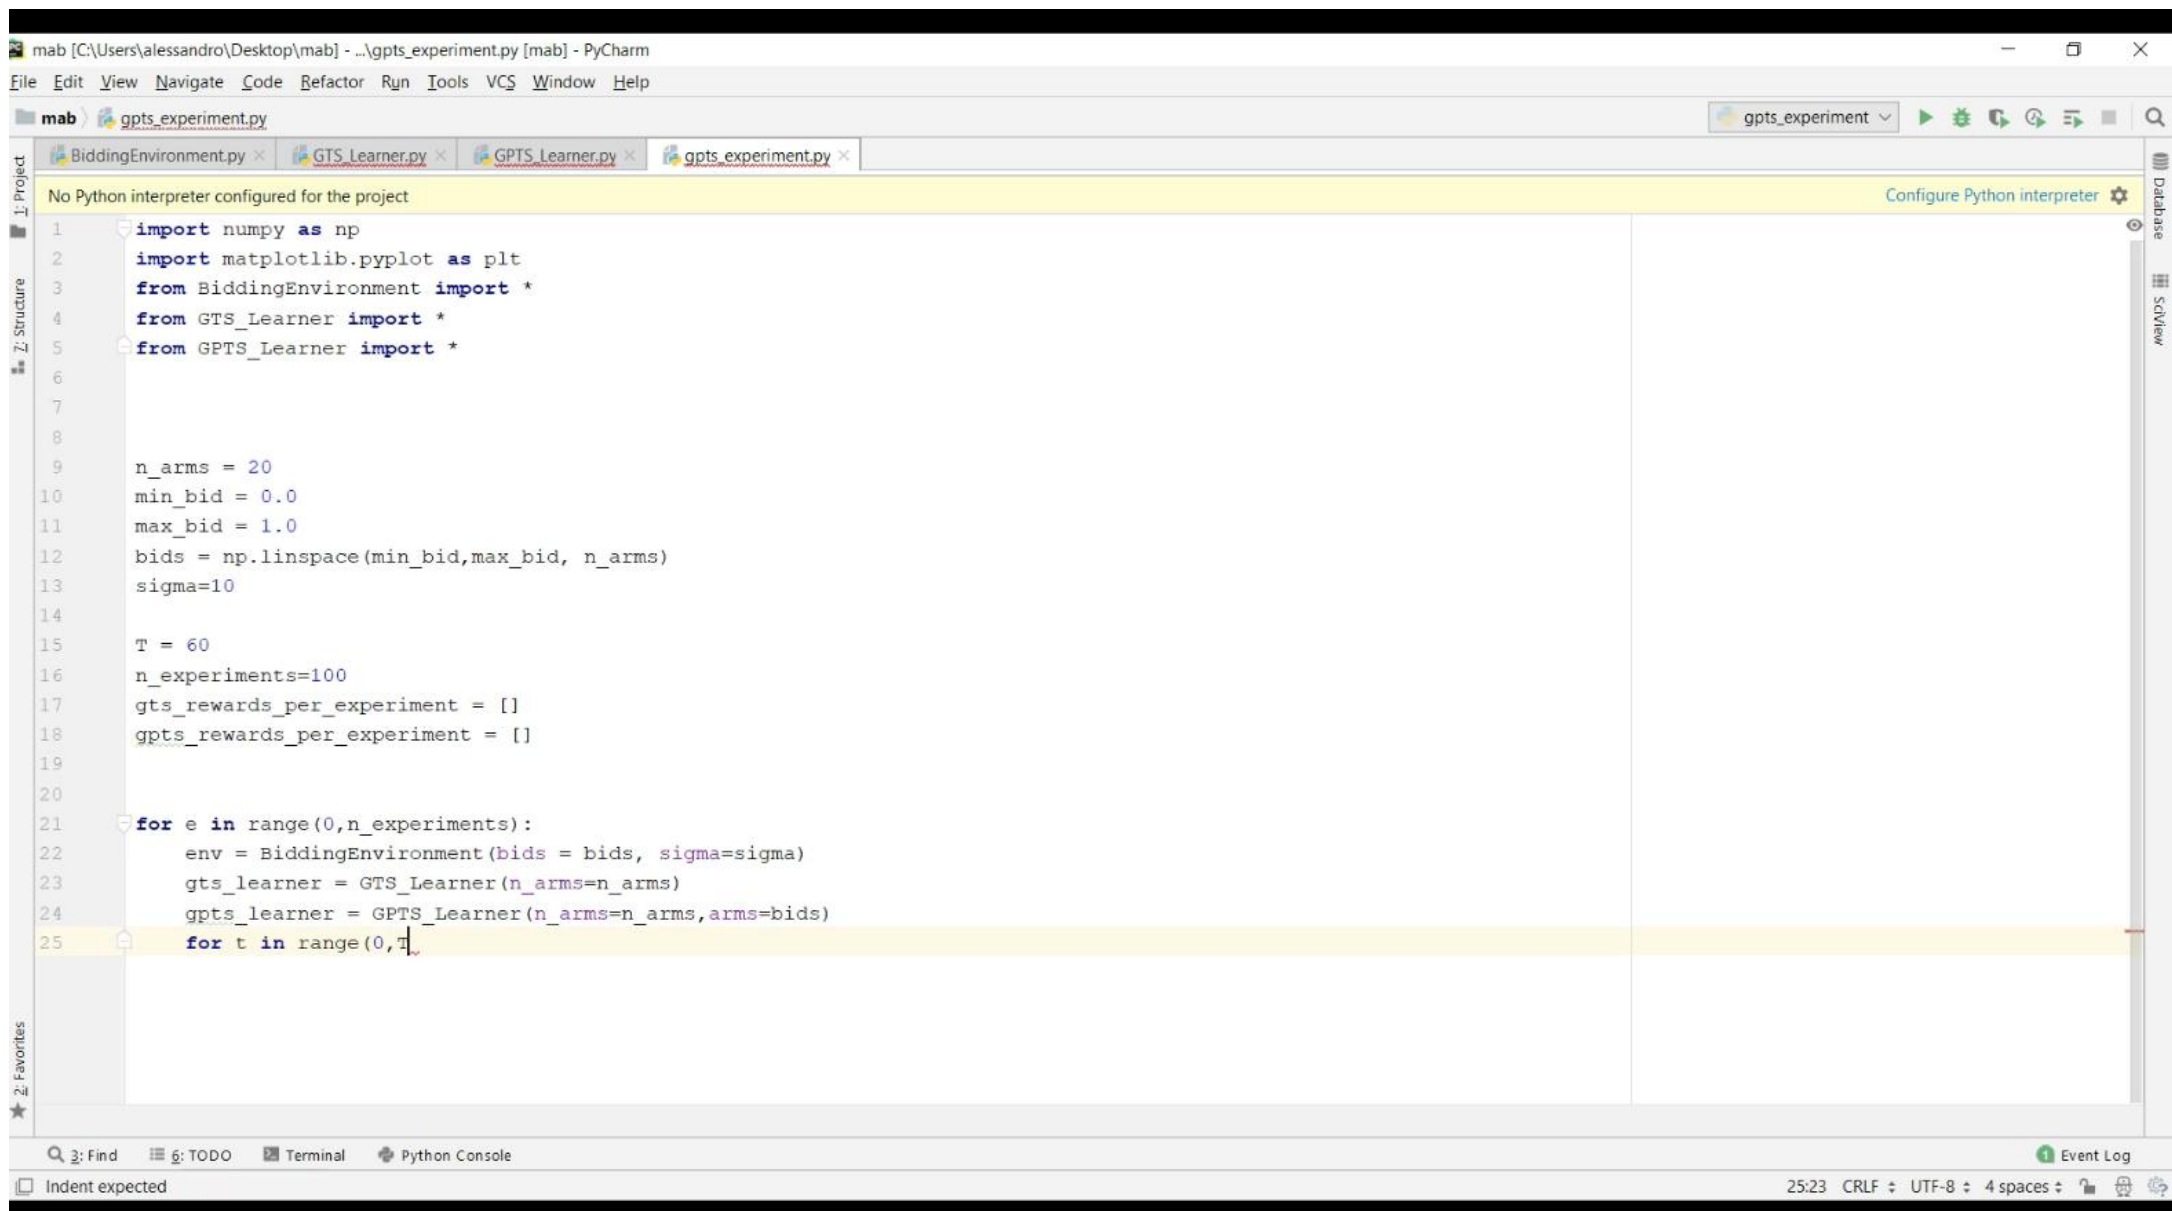 mab [C:\Users\alessandro\Desktop\mab] - ...\gpts_experiment.py [mab] - PyCharm
File Edit View Navigate Code Refactor Run Tools VCS Window Help
mab gpts_experiment.py gpts_experiment
BiddingEnvironment.py GTS_Learner.py GPTS_Learner.py gpts_experiment.py
No Python interpreter configured for the project Configure Python interpreter
1: Project
7: Structure
2: Favorites
Database
SciView
1 import numpy as np
2 import matplotlib.pyplot as plt
3 from BiddingEnvironment import *
4 from GTS_Learner import *
5 from GPTS_Learner import *
6
7
8
9 n_arms = 20
10 min_bid = 0.0
11 max_bid = 1.0
12 bids = np.linspace(min_bid,max_bid, n_arms)
13 sigma=10
14
15 T = 60
16 n_experiments=100
17 gts_rewards_per_experiment = []
18 gpts_rewards_per_experiment = []
19
20
21 for e in range(0,n_experiments):
22 env = BiddingEnvironment(bids = bids, sigma=sigma)
23 gts_learner = GTS_Learner(n_arms=n_arms)
24 gpts_learner = GPTS_Learner(n_arms=n_arms,arms=bids)
25 for t in range(0,T
3: Find 6: TODO Terminal Python Console 1 Event Log
Indent expected 25:23 CRLF UTF-8 4 spaces